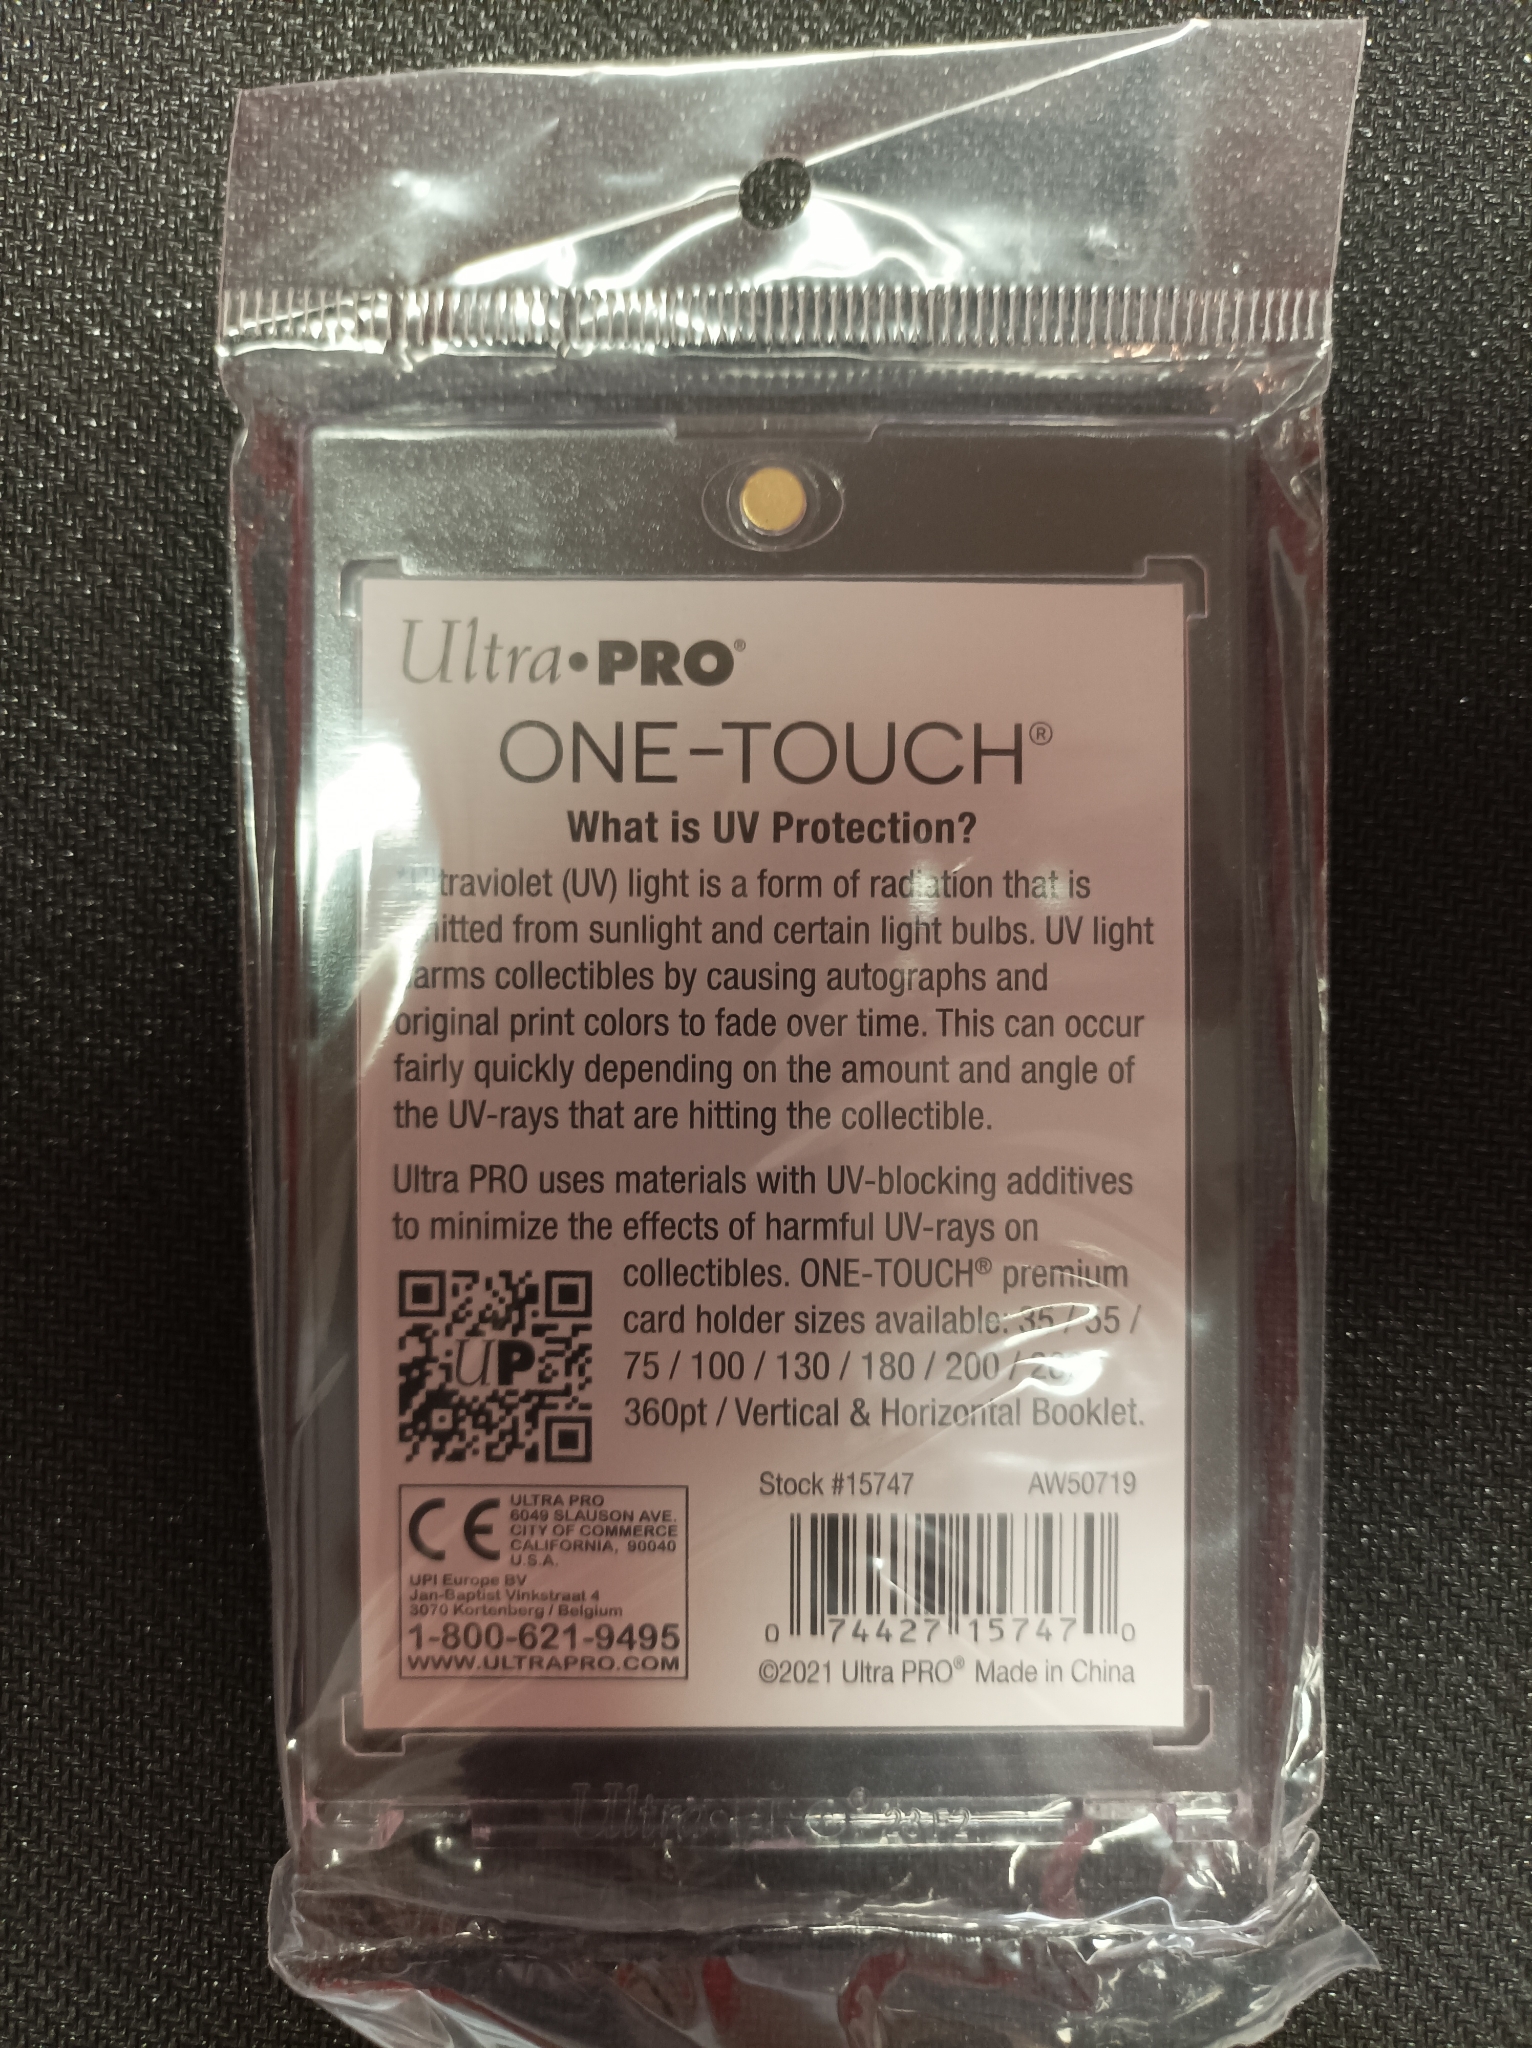 Ultra•PRO®
ONE-TOUCH®
What is UV Protection?
(UV) light is a form of radiation that is
from sunlight and certain light bulbs. UV light
collectibles by causing autographs and
original print colors to fade over time. This can occur
fairly quickly depending on the amount and angle of
the UV-rays that are hitting the collectible.
Ultra PRO uses materials with UV-blocking additives
to minimize the effects of harmful UV-rays on
collectibles. ONE-TOUCH® premium
card holder sizes available: 35 / 55 /
75 / 100 / 130 / 180 / 200 /
360pt / Vertical & Horizontal Booklet.
UP
Stock #15747 AW50719
CE
ULTRA PRO
6049 SLAUSON AVE.
CITY OF COMMERCE
CALIFORNIA, 90040
U.S.A.
UPI Europe BV
Jan-Baptist Vinkstraat 4
3070 Kortenberg / Belgium
1-800-621-9495
WWW.ULTRAPRO.COM
0 74427 15747 0
©2021 Ultra PRO® Made in China